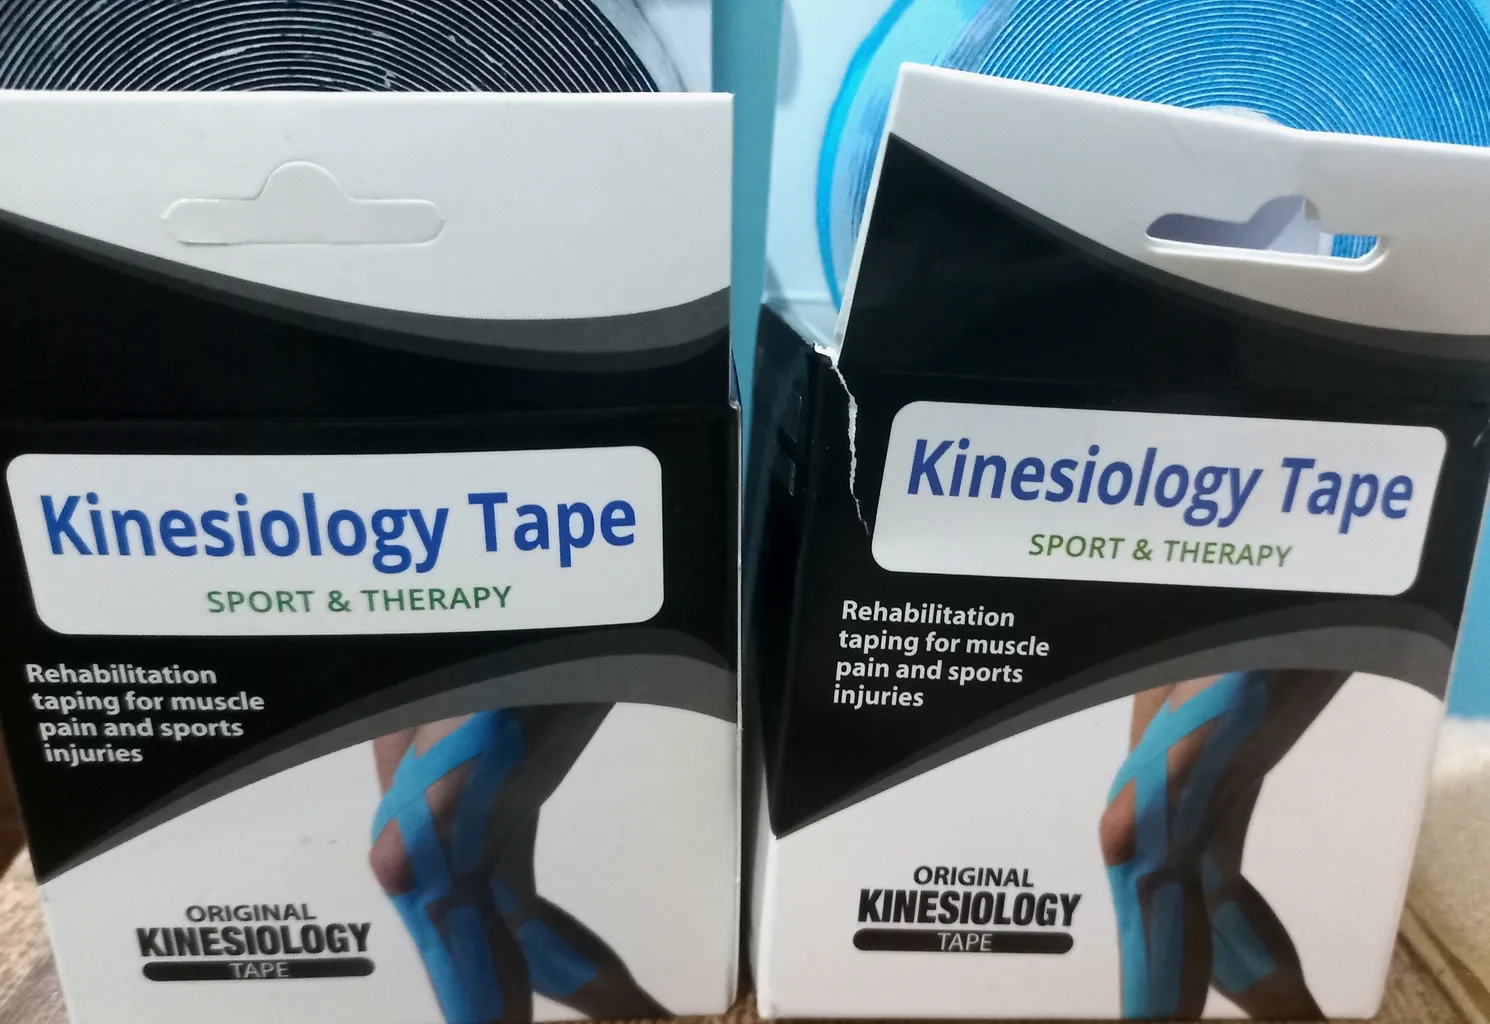 Kinesiology Tape
SPORT & THERAPY
Rehabilitation
taping for muscle
pain and sports
injuries
ORIGINAL
KINESIOLOGY
TAPE
Kinesiology Tape
SPORT & THERAPY
Rehabilitation
taping for muscle
pain and sports
injuries
ORIGINAL
KINESIOLOGY
TAPE